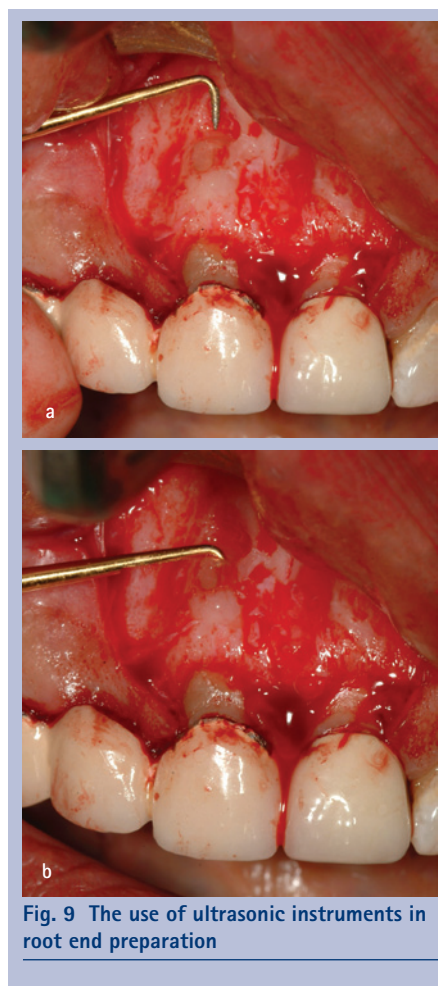 a
b
Fig. 9 The use of ultrasonic instruments in
root end preparation